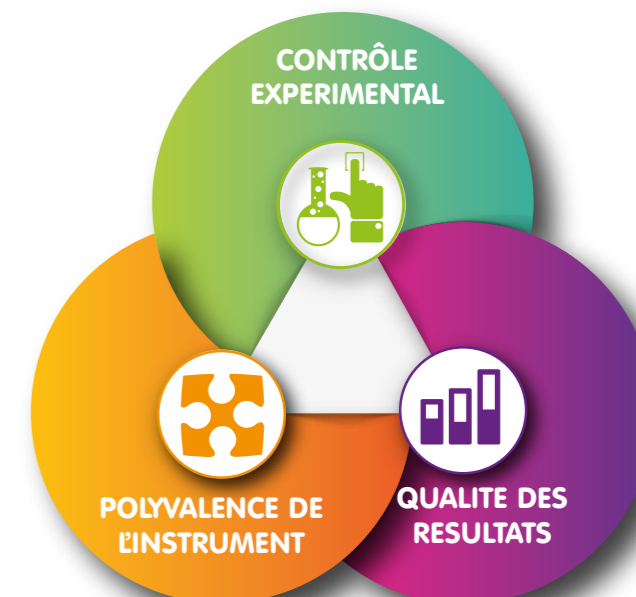 CONTRÔLE
EXPERIMENTAL
POLYVALENCE DE
L'INSTRUMENT
QUALITE DES
RESULTATS